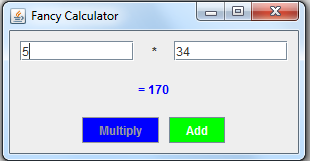 Fancy Calculator
5 * 34
= 170
Multiply Add